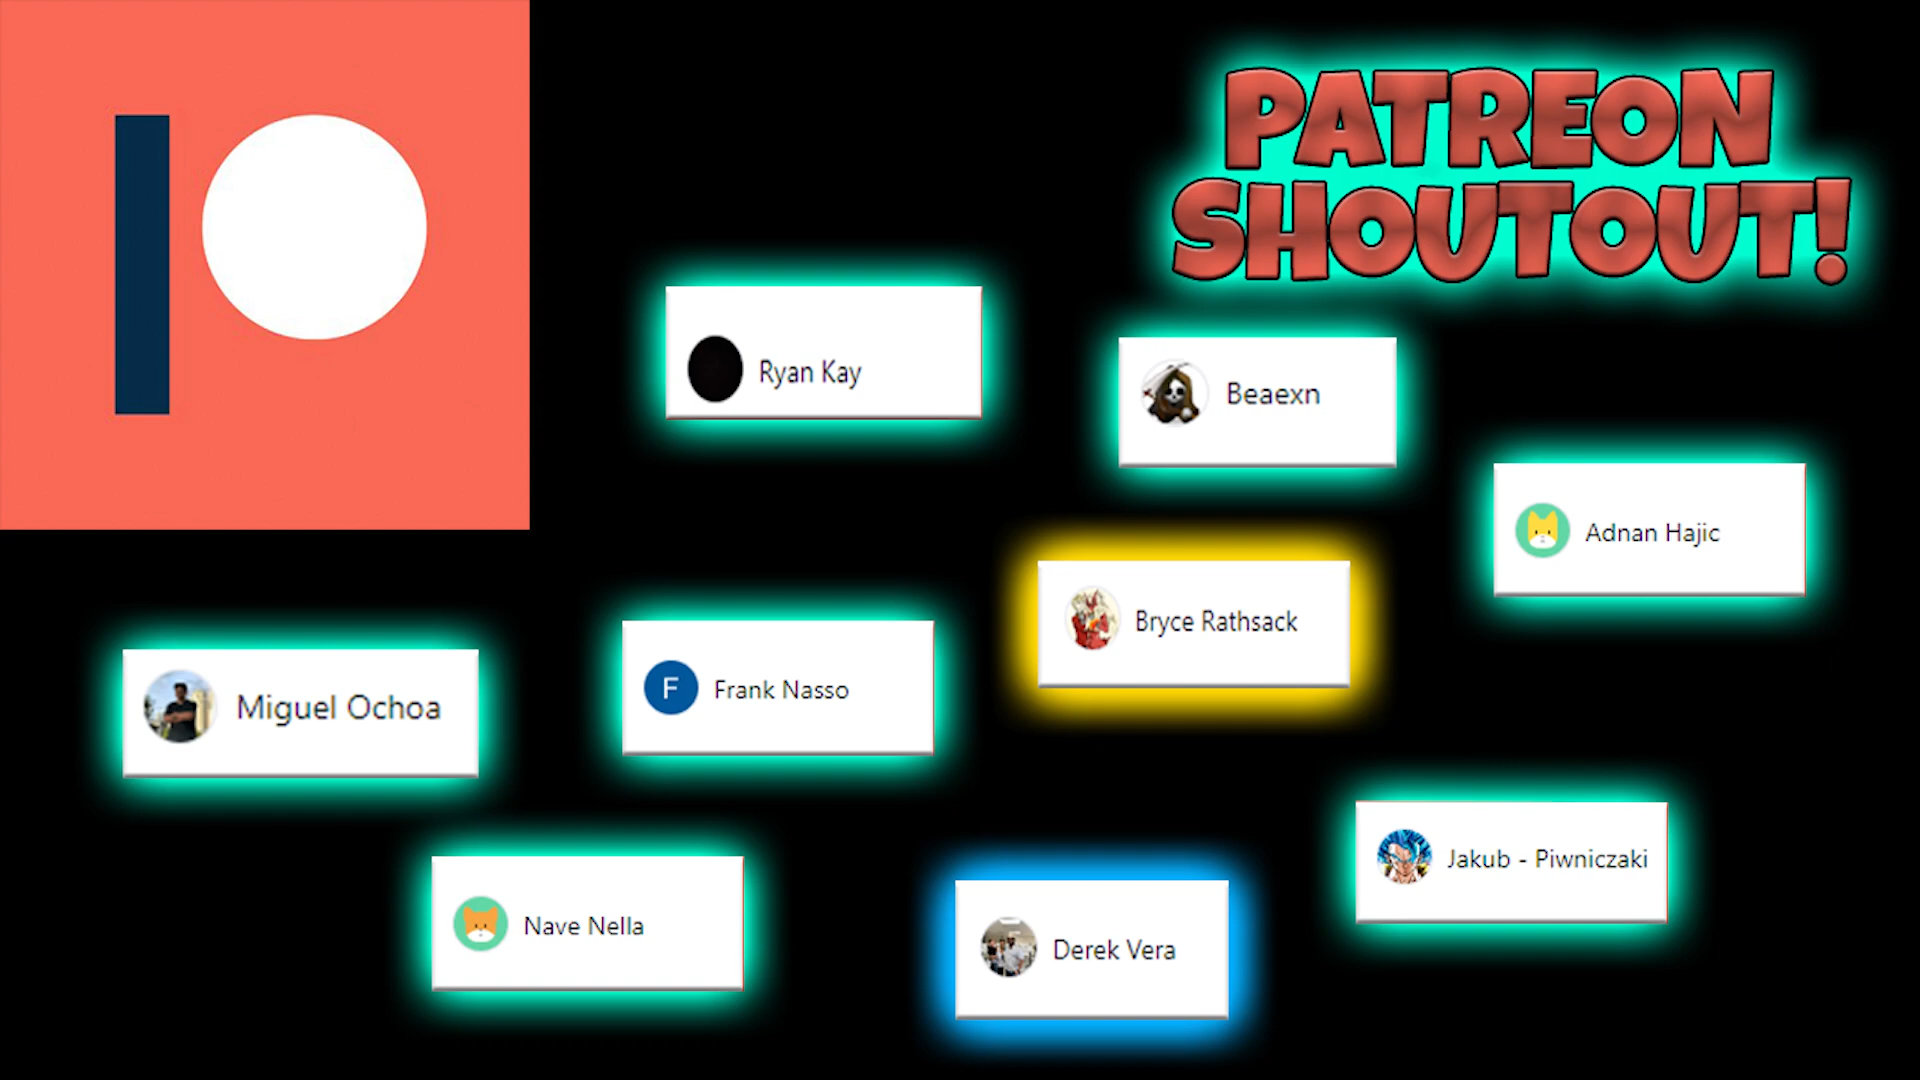 PATREON
SHOUTOUT!
Ryan Kay
Beaexn
Adnan Hajic
Bryce Rathsack
Miguel Ochoa
F Frank Nasso
Jakub - Piwniczaki
Nave Nella
Derek Vera